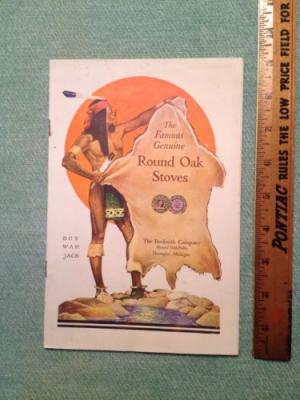 The
Famous
Genuine
Round Oak
Stoves
The Beckwith Company
Dowagiac, Michigan
DOE
WAH
JACK
PONTIAC RULES THE LOW PRICE FIELD FOR